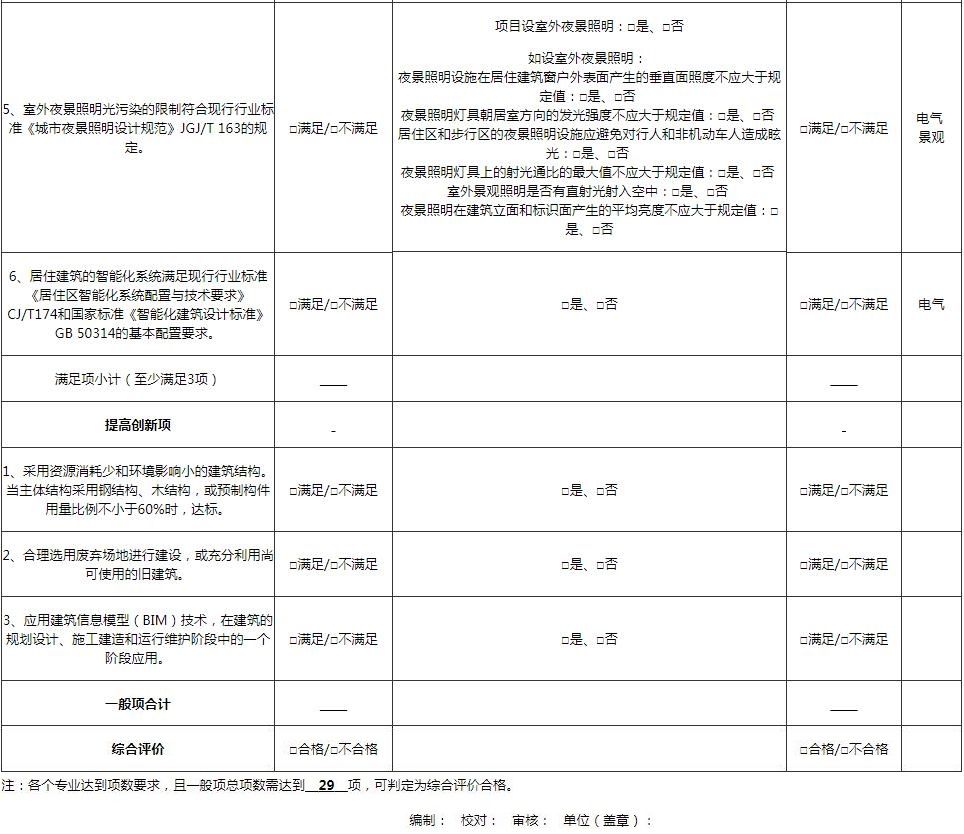 项目设室外夜景照明：□是、□否
如设室外夜景照明：
夜景照明设施在居住建筑窗户外表面产生的垂直面照度不应大于规
定值：□是、□否
夜景照明灯具朝居室方向的发光强度不应大于规定值：□是、□否
居住区和步行区的夜景照明设施应避免对行人和非机动车人造成眩
光：□是、□否
夜景照明灯具上的射光通比的最大值不应大于规定值：□是、□否
室外景观照明是否有直射光射入空中：□是、□否
夜景照明在建筑立面和标识面产生的平均亮度不应大于规定值：□
是、□否
5、室外夜景照明光污染的限制符合现行行业标
准《城市夜景照明设计规范》JGJ/T 163的规
定。
□满足/□不满足
□满足/□不满足
电气
景观
6、居住建筑的智能化系统满足现行行业标准
《居住区智能化系统配置与技术要求》
CJ/T174和国家标准《智能化建筑设计标准》
GB 50314的基本配置要求。
□满足/□不满足
□是、□否
□满足/□不满足
电气
满足项小计（至少满足3项）
____
____
提高创新项
-
-
1、采用资源消耗少和环境影响小的建筑结构。
当主体结构采用钢结构、木结构，或预制构件
用量比例不小于60%时，达标。
□满足/□不满足
□是、□否
□满足/□不满足
2、合理选用废弃场地进行建设，或充分利用尚
可使用的旧建筑。
□满足/□不满足
□是、□否
□满足/□不满足
3、应用建筑信息模型（BIM）技术，在建筑的
规划设计、施工建造和运行维护阶段中的一个
阶段应用。
□满足/□不满足
□是、□否
□满足/□不满足
一般项合计
____
____
综合评价
□合格/□不合格
□合格/□不合格
注：各个专业达到项数要求，且一般项总项数需达到__29__项，可判定为综合评价合格。
编制： 校对： 审核： 单位（盖章）：